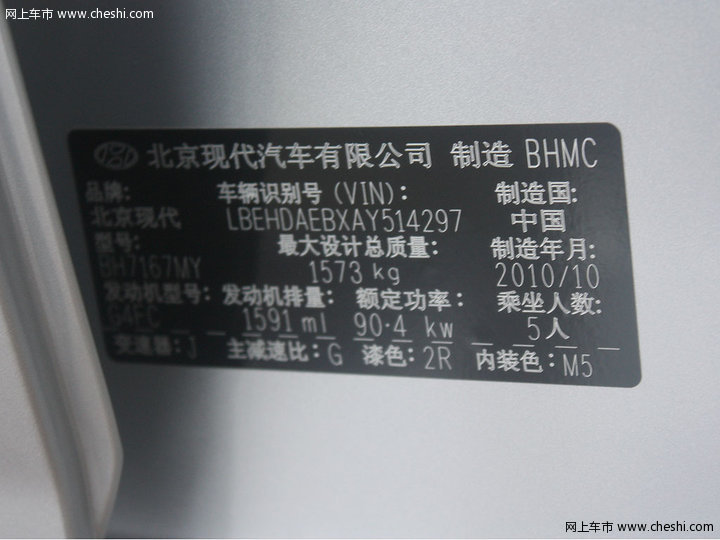 网上车市 www.cheshi.com
北京现代汽车有限公司 制造 BHMC
品牌: 车辆识别号(VIN): 制造国:
北京现代 LBEHDAEBXAY514297 中国
型号: 最大设计总质量: 制造年月:
BH7167MY 1573 kg 2010/10
发动机型号: 发动机排量: 额定功率: 乘坐人数:
G4EC 1591 ml 90.4 kw 5人
变速器: J 主减速比: G 漆色: 2R 内装色: M5
网上车市 www.cheshi.com